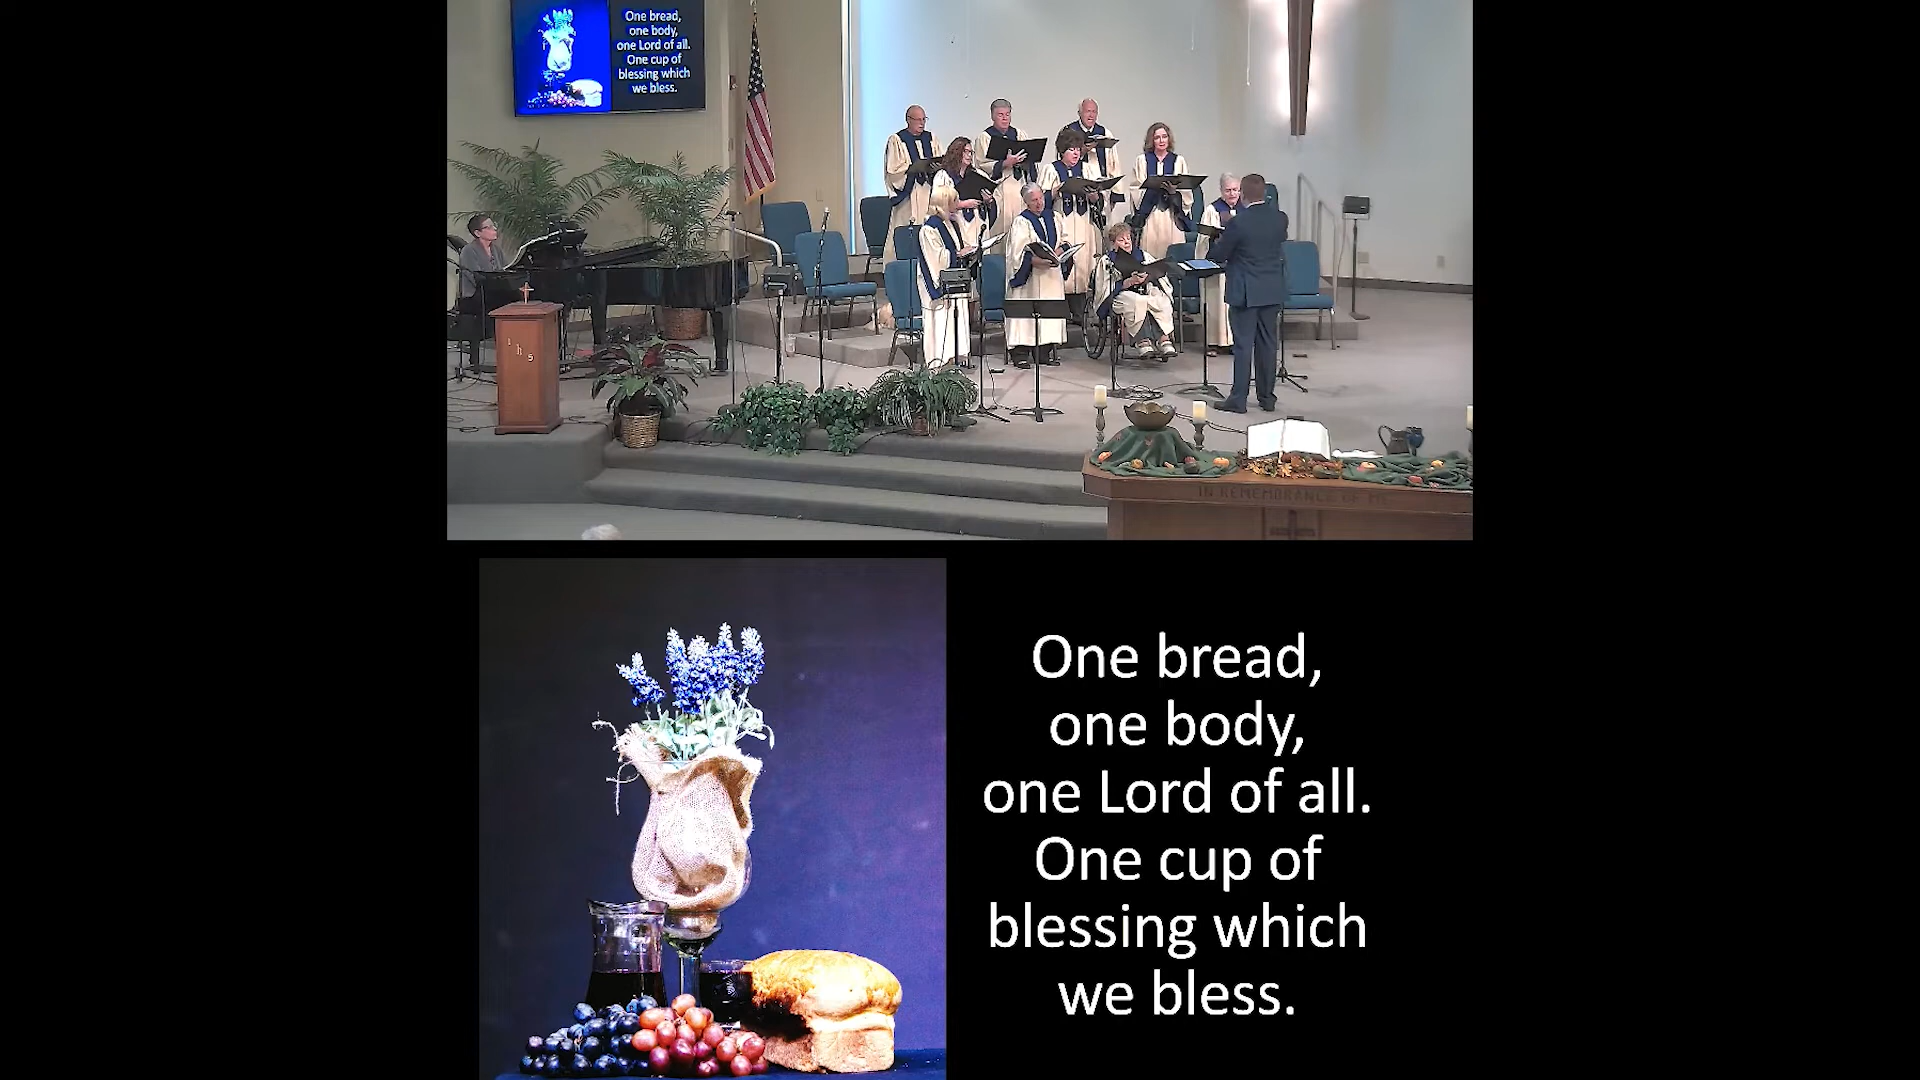 One bread,
one body,
one Lord of all.
One cup of
blessing which
we bless.
I h s
IN REMEMBRANCE OF ME
One bread,
one body,
one Lord of all.
One cup of
blessing which
we bless.